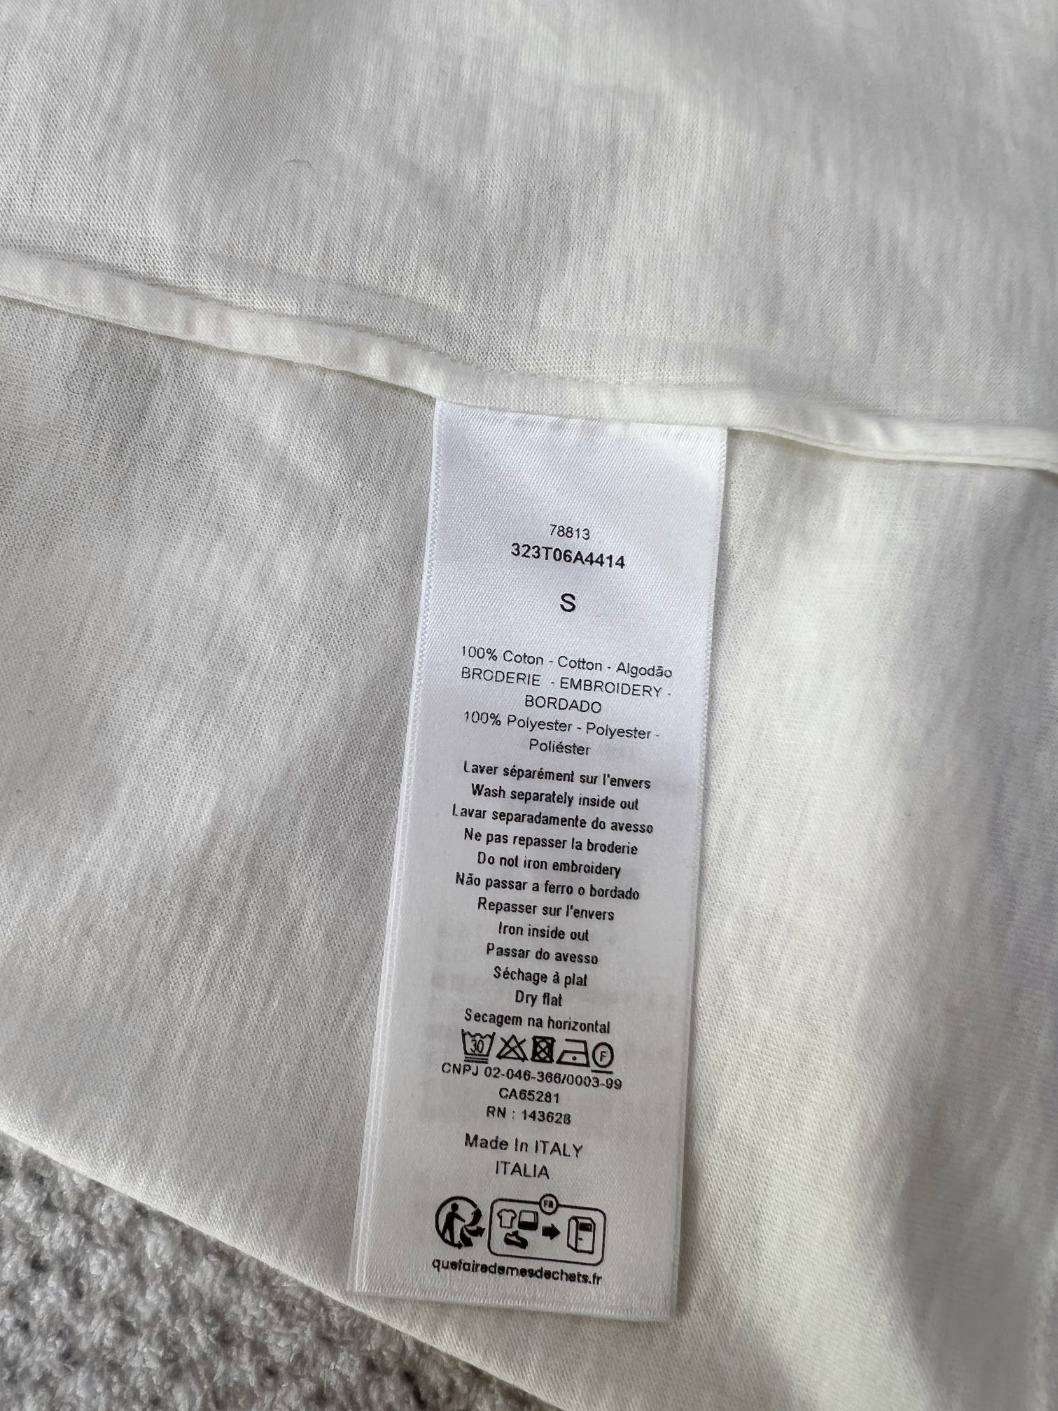 78813
323T06A4414
S
100% Coton - Cotton - Algodão
BRODERIE - EMBROIDERY -
BORDADO
100% Polyester - Polyester -
Poliéster
Laver séparément sur l'envers
Wash separately inside out
Lavar separadamente do avesso
Ne pas repasser la broderie
Do not iron embroidery
Não passar a ferro o bordado
Repasser sur l'envers
Iron inside out
Passar do avesso
Séchage à plat
Dry flat
Secagem na horizontal
30 F
CNPJ 02-046-366/0003-99
CA65281
RN : 143628
Made In ITALY
ITALIA
FR
quefairedemesdechets.fr